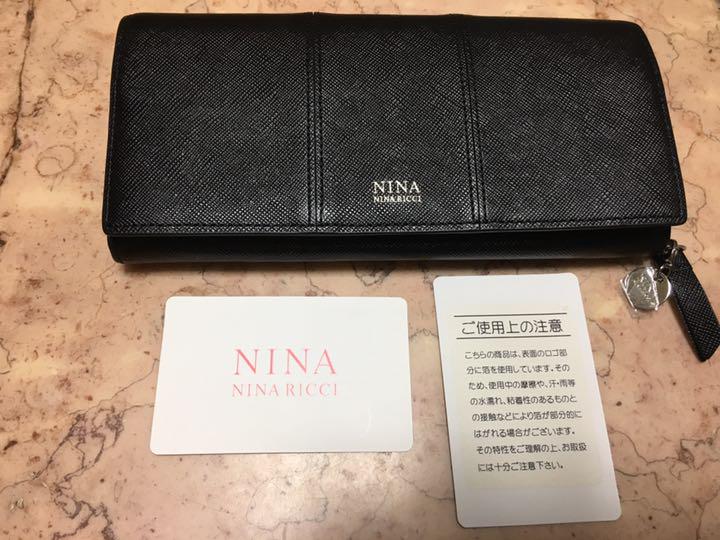 NINA
NINA RICCI
NINA
NINA RICCI
ご使用上の注意
こちらの商品は、表面のロゴ部
分に箔を使用しています。その
ため、使用中の摩擦や、汗・雨等
の水濡れ、粘着性のあるものと
の接触などにより箔が部分的に
はがれる場合がございます。
その特性をご理解の上、お取扱
には十分ご注意下さい。